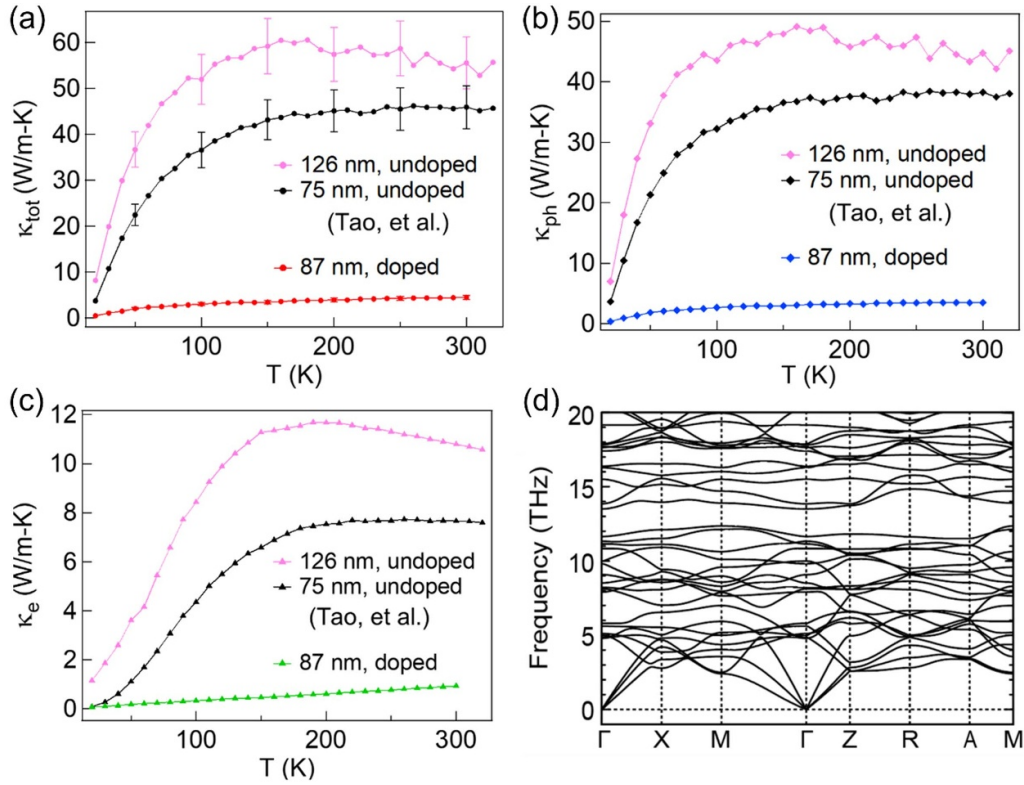 (a)
κtot (W/m-K)
60
50
40
30
20
10
0
126 nm, undoped
75 nm, undoped
(Tao, et al.)
87 nm, doped
100
200
300
T (K)
(b)
κph (W/m-K)
50
40
30
20
10
0
126 nm, undoped
75 nm, undoped
(Tao, et al.)
87 nm, doped
100
200
300
T (K)
(c)
κe (W/m-K)
12
10
8
6
4
2
0
126 nm, undoped
75 nm, undoped
(Tao, et al.)
87 nm, doped
100
200
300
T (K)
(d)
Frequency (THz)
20
15
10
5
0
Γ X M Γ Z R A M